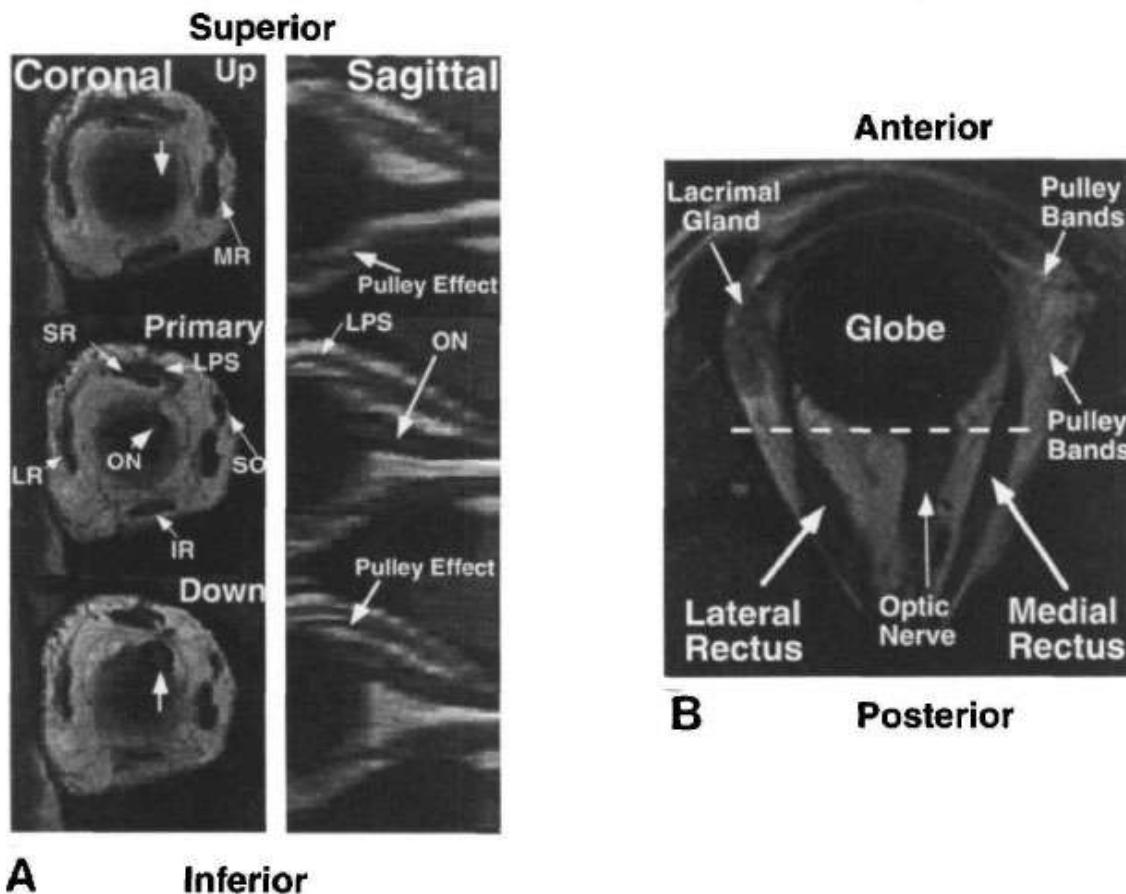 Superior
Coronal
Up
MR
Primary
SR
LPS
LR
ON
SO
IR
Down
Sagittal
Pulley Effect
LPS
ON
Pulley Effect
A
Inferior
Anterior
Lacrimal
Gland
Pulley
Bands
Globe
Pulley
Bands
Lateral
Rectus
Optic
Nerve
Medial
Rectus
B
Posterior